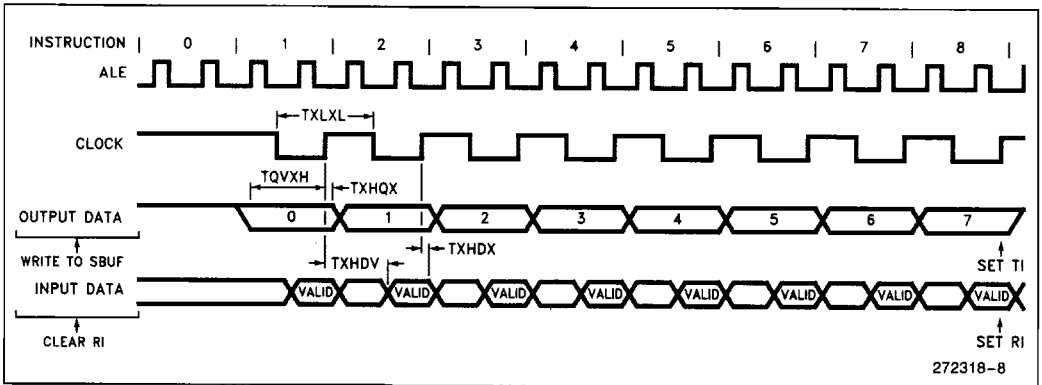 INSTRUCTION | 0 | 1 | 2 | 3 | 4 | 5 | 6 | 7 | 8 |
ALE
TXLXL
CLOCK
TQVXH
TXHQX
OUTPUT DATA
0 1 2 3 4 5 6 7
WRITE TO SBUF
TXHDV
TXHDX
SET TI
INPUT DATA
VALID VALID VALID VALID VALID VALID VALID VALID
CLEAR RI
SET RI
272318-8